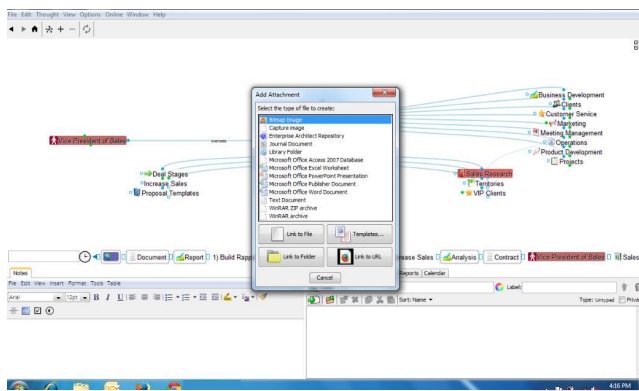 File Edit Thought View Options Online Window Help
Add Attachment
Select the type of file to create:
Bitmap Image
Capture image
Enterprise Architect Repository
Journal Document
Library Folder
Microsoft Office Access 2007 Database
Microsoft Office Excel Worksheet
Microsoft Office PowerPoint Presentation
Microsoft Office Publisher Document
Microsoft Office Word Document
Text Document
WinRAR ZIP archive
WinRAR archive
Link to File
Templates...
Link to Folder
Link to URL
Cancel
Vice President of Sales
Deal Stages
Increase Sales
Proposal Templates
Business Development
Clients
Customer Service
Marketing
Meeting Management
Operations
Product Development
Projects
Sales Research
Territories
VIP Clients
Document Report 1) Build Rapp
rease Sales Analysis Contract Vice President of Sales Sales
Notes
Reports Calendar
File Edit View Insert Format Tools Table
Label:
Arial 12pt B I U
Sort: Name
Type: Untyped Priva
4:16 PM